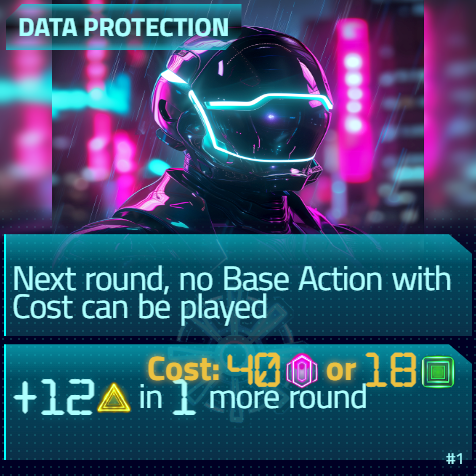 DATA PROTECTION
Next round, no Base Action with
Cost can be played
Cost: 40 or 18
+12 in 1 more round
#1